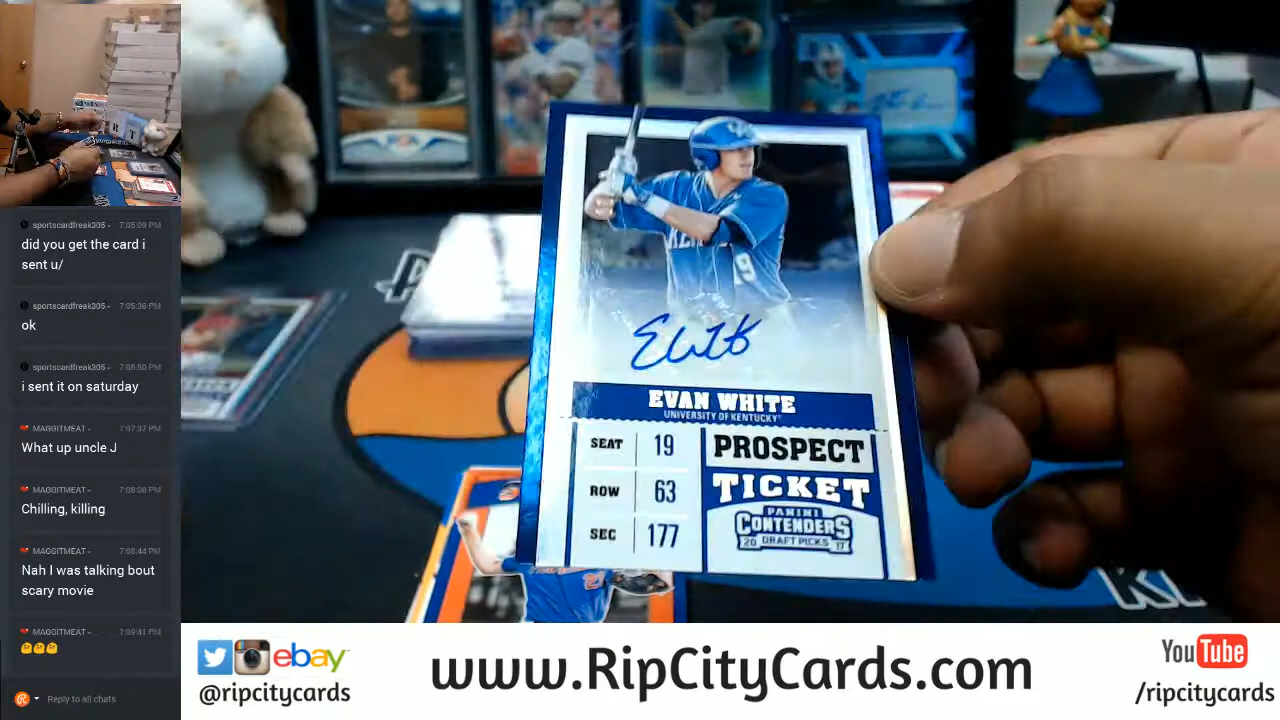 sportscardfreak305 - 7:05:09 PM
did you get the card i
sent u/
sportscardfreak305 - 7:05:36 PM
ok
sportscardfreak305 - 7:05:50 PM
i sent it on saturday
MAGGITMEAT - 7:07:37 PM
What up uncle J
MAGGITMEAT - 7:08:06 PM
Chilling, killing
MAGGITMEAT - 7:08:44 PM
Nah I was talking bout
scary movie
MAGGITMEAT - 7:09:41 PM
Reply to all chats
19
EVAN WHITE
UNIVERSITY OF KENTUCKY
SEAT 19
ROW 63
SEC 177
PROSPECT
TICKET
PANINI
CONTENDERS
20 DRAFT PICKS 17
ebay
@ripcitycards
www.RipCityCards.com
YouTube
/ripcitycards